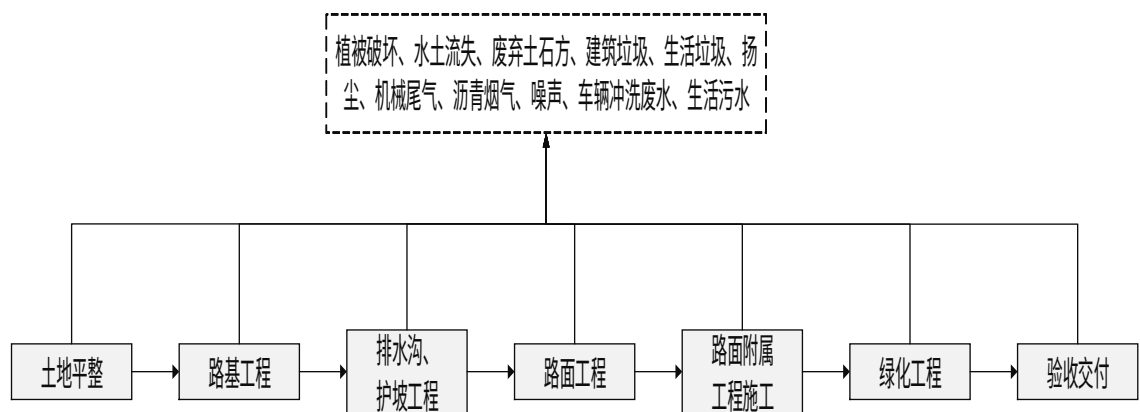 植被破坏、水土流失、废弃土石方、建筑垃圾、生活垃圾、扬
尘、机械尾气、沥青烟气、噪声、车辆冲洗废水、生活污水
土地平整
路基工程
排水沟、
护坡工程
路面工程
路面附属
工程施工
绿化工程
验收交付